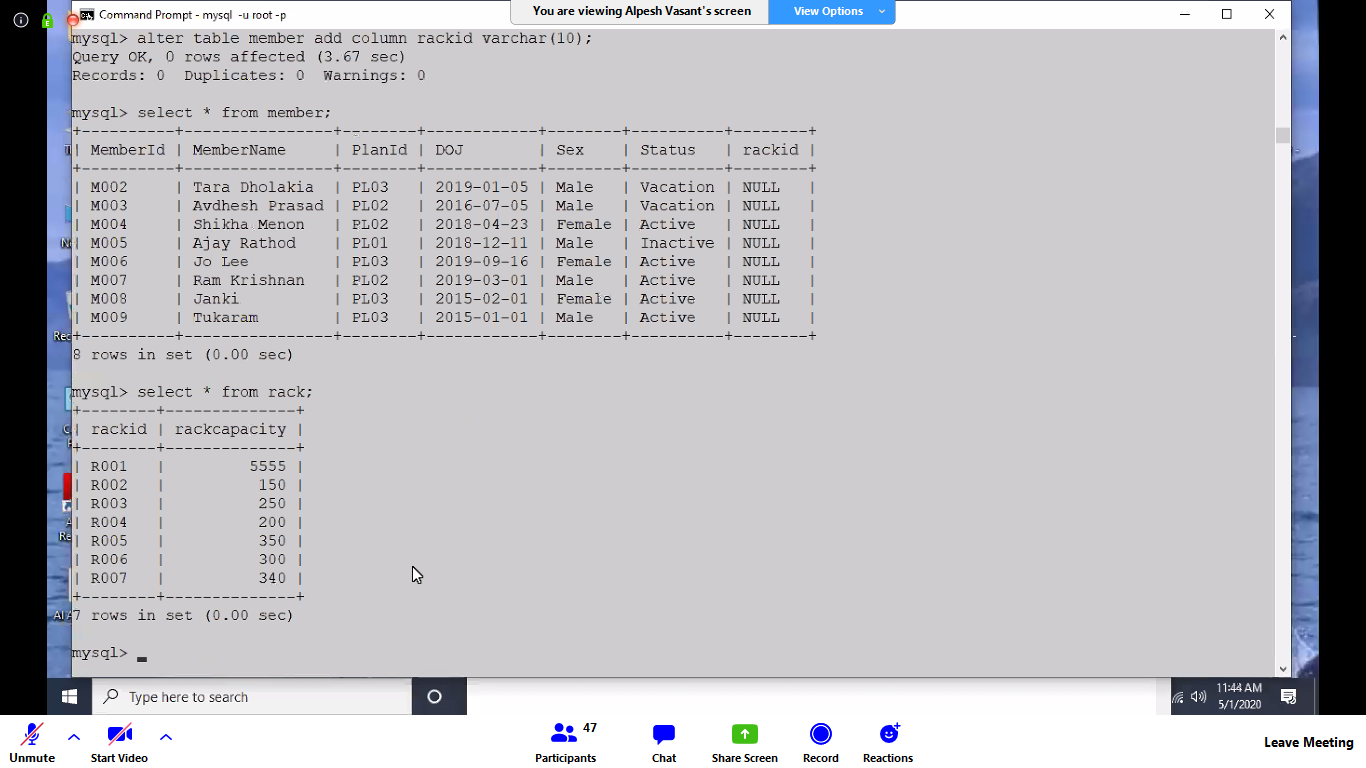 Command Prompt - mysql -u root -p
You are viewing Alpesh Vasant's screen
View Options
mysql> alter table member add column rackid varchar(10);
Query OK, 0 rows affected (3.67 sec)
Records: 0  Duplicates: 0  Warnings: 0
mysql> select * from member;
+----------+----------------+--------+------------+--------+----------+--------+
| MemberId | MemberName     | PlanId | DOJ        | Sex    | Status   | rackid |
+----------+----------------+--------+------------+--------+----------+--------+
| M002     | Tara Dholakia  | PL03   | 2019-01-05 | Male   | Vacation | NULL   |
| M003     | Avdhesh Prasad | PL02   | 2016-07-05 | Male   | Vacation | NULL   |
| M004     | Shikha Menon   | PL02   | 2018-04-23 | Female | Active   | NULL   |
| M005     | Ajay Rathod    | PL01   | 2018-12-11 | Male   | Inactive | NULL   |
| M006     | Jo Lee         | PL03   | 2019-09-16 | Female | Active   | NULL   |
| M007     | Ram Krishnan   | PL02   | 2019-03-01 | Male   | Active   | NULL   |
| M008     | Janki          | PL03   | 2015-02-01 | Female | Active   | NULL   |
| M009     | Tukaram        | PL03   | 2015-01-01 | Male   | Active   | NULL   |
+----------+----------------+--------+------------+--------+----------+--------+
8 rows in set (0.00 sec)
mysql> select * from rack;
+--------+--------------+
| rackid | rackcapacity |
+--------+--------------+
| R001   |         5555 |
| R002   |          150 |
| R003   |          250 |
| R004   |          200 |
| R005   |          350 |
| R006   |          300 |
| R007   |          340 |
+--------+--------------+
7 rows in set (0.00 sec)
mysql>
Type here to search
11:44 AM
5/1/2020
47
Unmute
Start Video
Participants
Chat
Share Screen
Record
Reactions
Leave Meeting